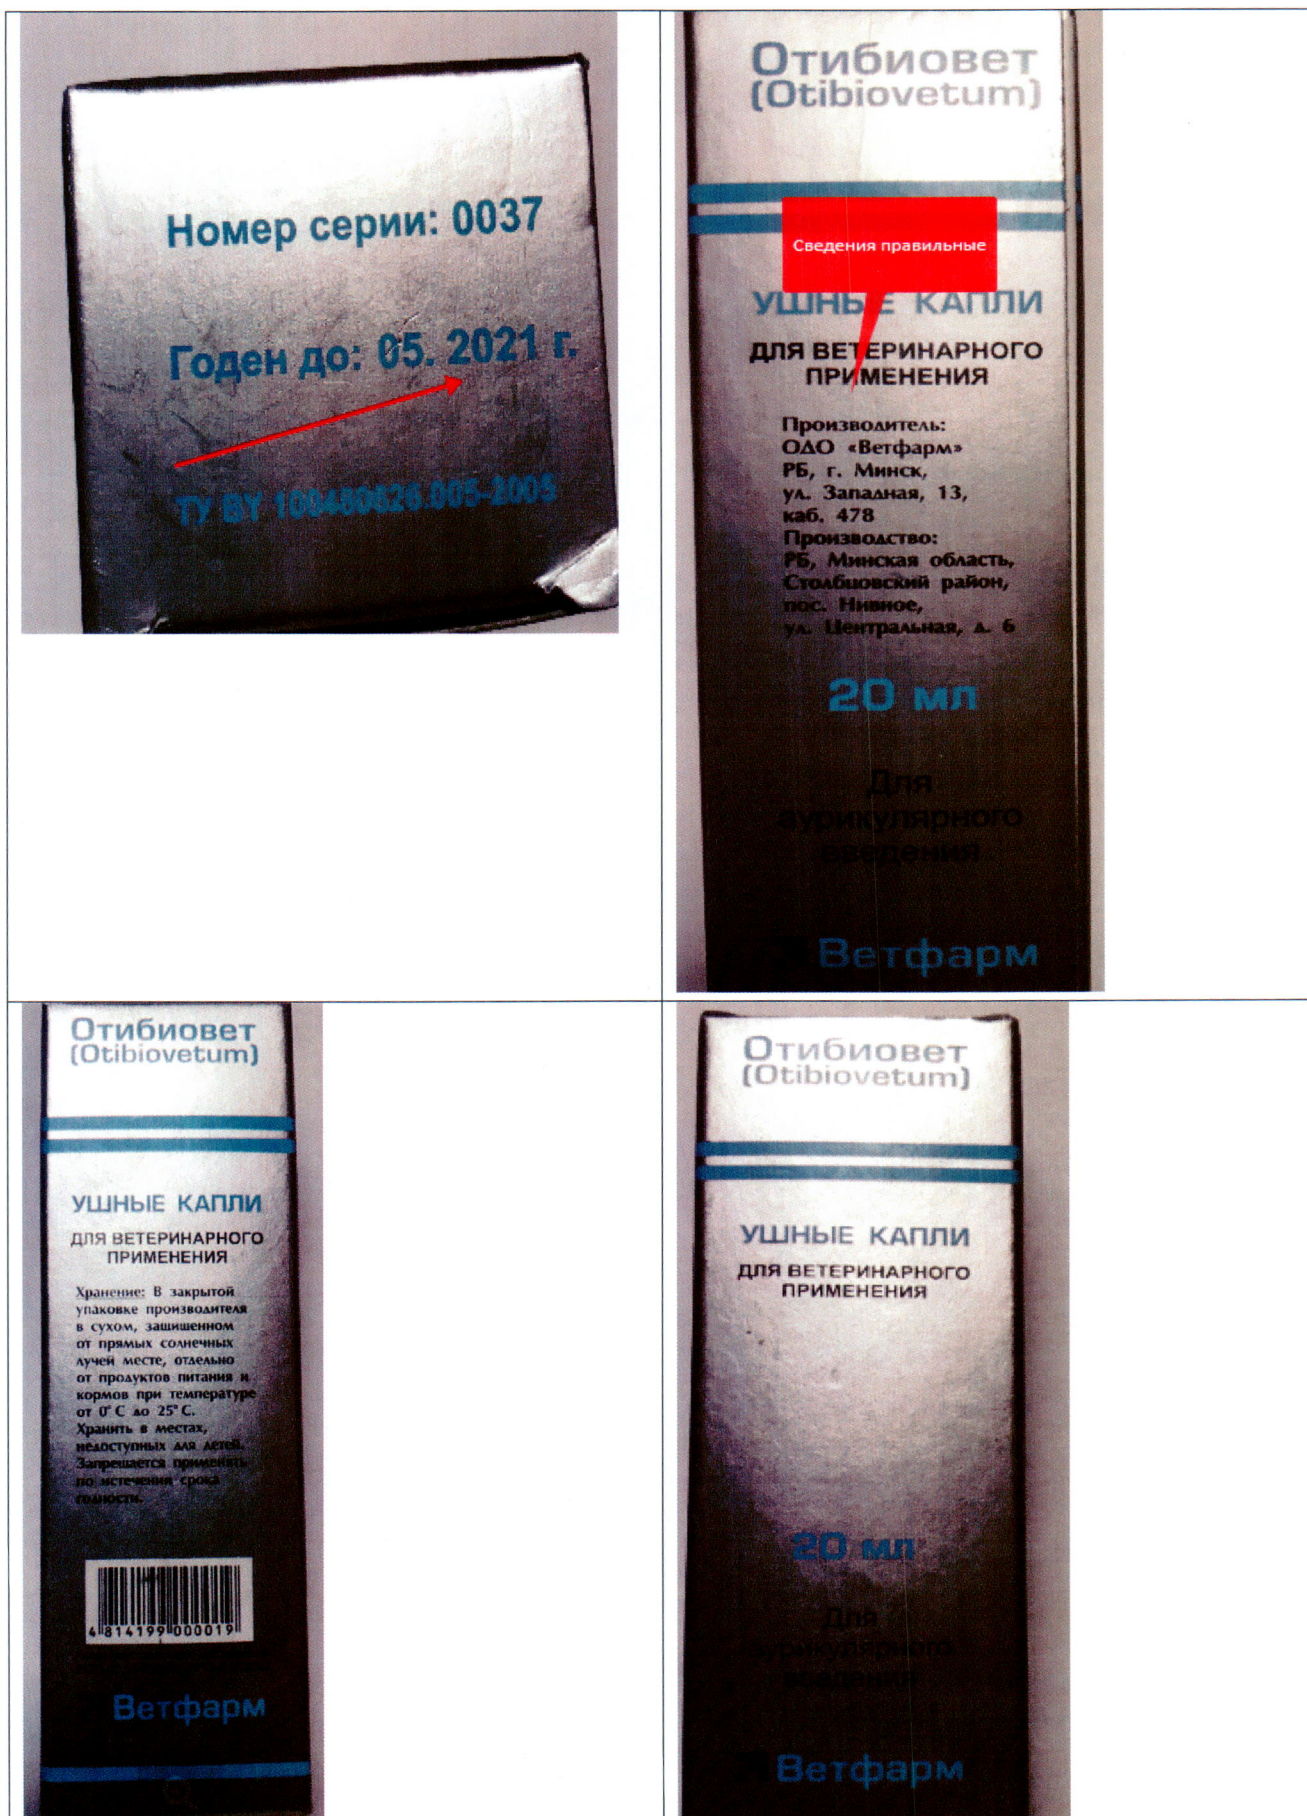 Номер серии: 0037
Годен до: 05. 2021 г.
ТУ BY 100480026.005-2005
Отибиовет
(Otibiovetum)
Сведения правильные
УШНЫЕ КАПЛИ
ДЛЯ ВЕТЕРИНАРНОГО
ПРИМЕНЕНИЯ
Производитель:
ОДО «Ветфарм»
РБ, г. Минск,
ул. Западная, 13,
каб. 478
Производство:
РБ, Минская область,
Столбцовский район,
пос. Нивное,
ул. Центральная, д. 6
20 мл
Для
аурикулярного
введения
Ветфарм
Отибиовет
(Otibiovetum)
УШНЫЕ КАПЛИ
ДЛЯ ВЕТЕРИНАРНОГО
ПРИМЕНЕНИЯ
Хранение: В закрытой
упаковке производителя
в сухом, защищенном
от прямых солнечных
лучей месте, отдельно
от продуктов питания и
кормов при температуре
от 0°С до 25°С.
Хранить в местах,
недоступных для детей.
Запрещается применять
по истечения срока
годности.
4 814199 000019
Ветфарм
Отибиовет
(Otibiovetum)
УШНЫЕ КАПЛИ
ДЛЯ ВЕТЕРИНАРНОГО
ПРИМЕНЕНИЯ
20 мл
Для
аурикулярного
введения
Ветфарм